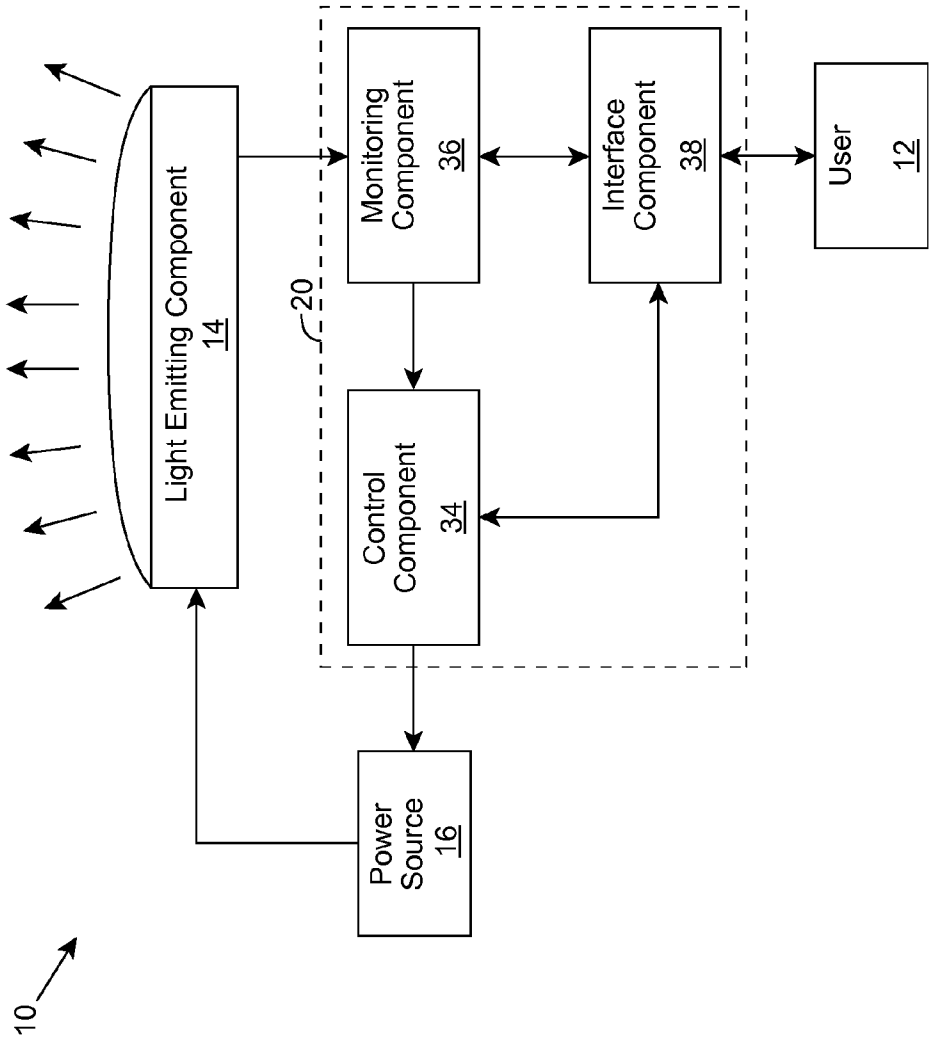 10
Light Emitting Component
14
20
Monitoring
Component
36
Control
Component
34
Interface
Component
38
Power
Source
16
User
12